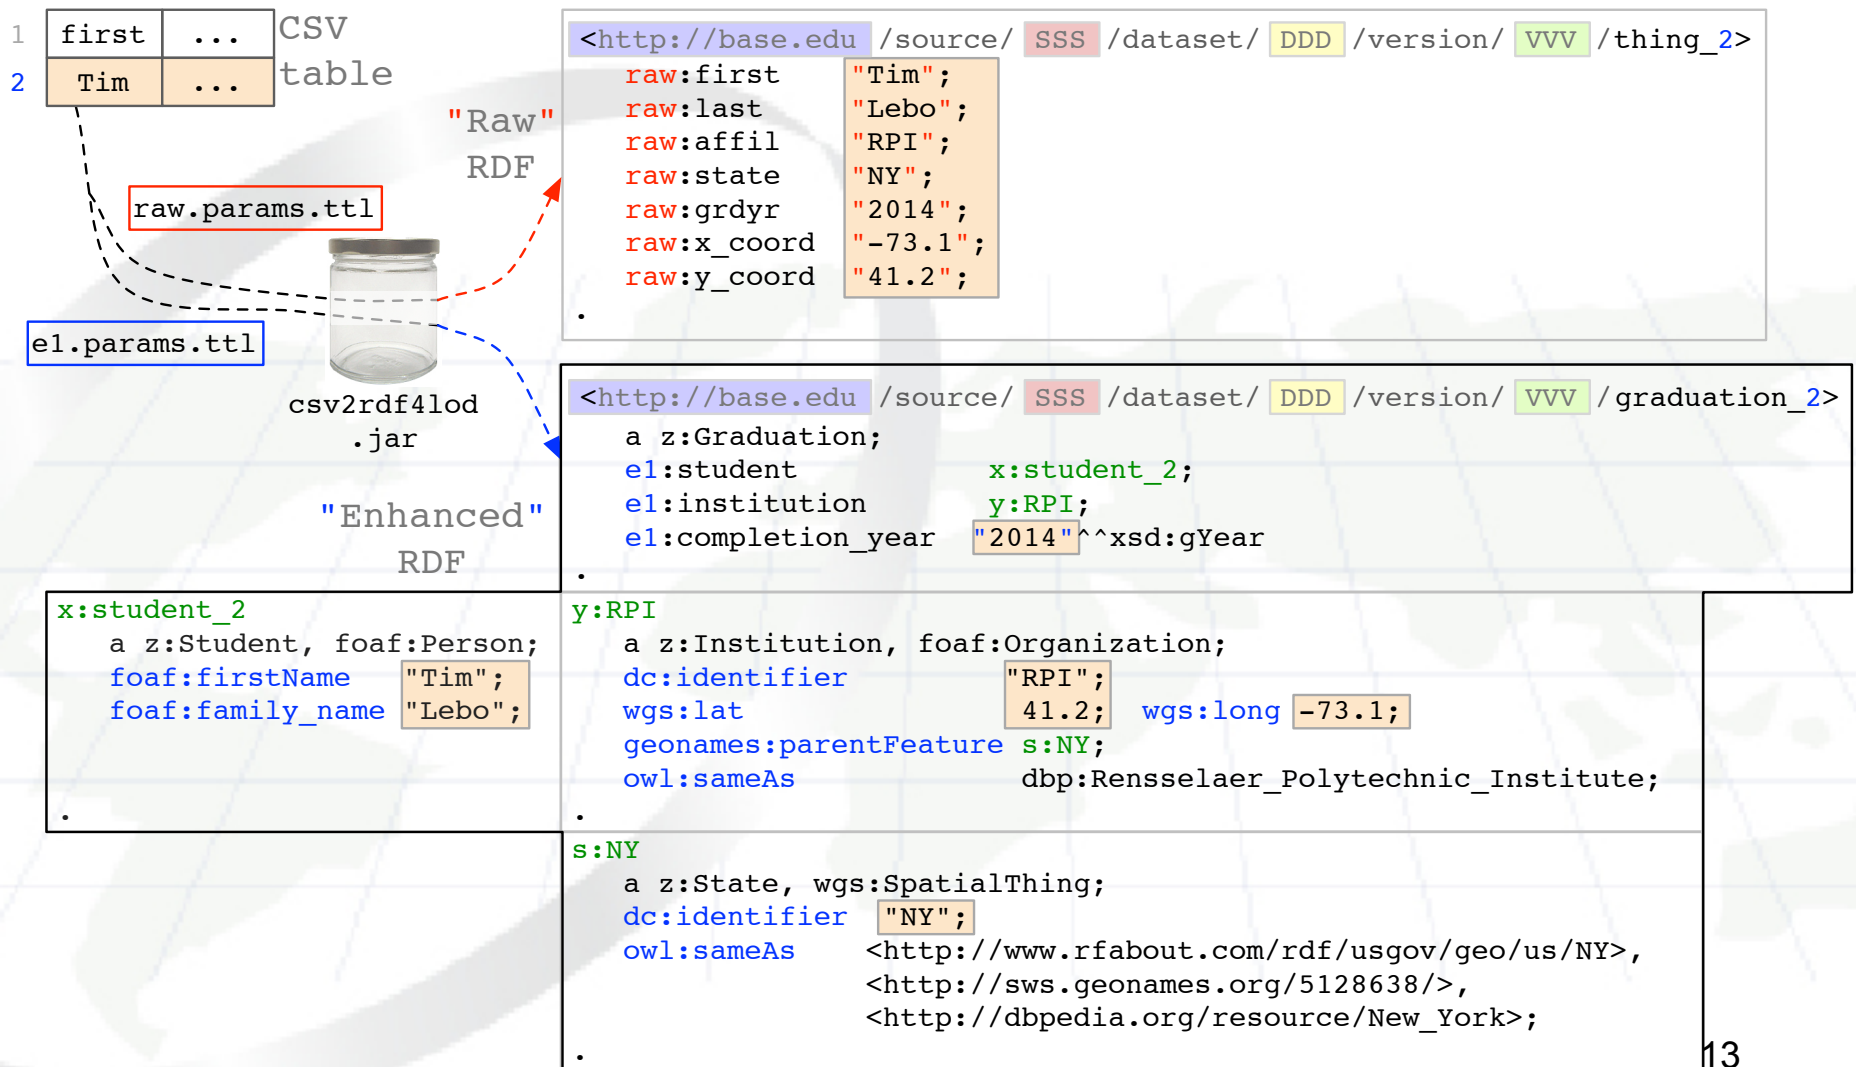 1 first ... CSV
2 Tim ... table
"Raw"
RDF
raw.params.ttl
e1.params.ttl
csv2rdf4lod
.jar
"Enhanced"
RDF
<http://base.edu /source/ SSS /dataset/ DDD /version/ VVV /thing_2>
raw:first "Tim";
raw:last "Lebo";
raw:affil "RPI";
raw:state "NY";
raw:grdyr "2014";
raw:x_coord "-73.1";
raw:y_coord "41.2";
.
<http://base.edu /source/ SSS /dataset/ DDD /version/ VVV /graduation_2>
a z:Graduation;
e1:student x:student_2;
e1:institution y:RPI;
e1:completion_year "2014"^^xsd:gYear
.
x:student_2
a z:Student, foaf:Person;
foaf:firstName "Tim";
foaf:family_name "Lebo";
.
y:RPI
a z:Institution, foaf:Organization;
dc:identifier "RPI";
wgs:lat 41.2; wgs:long -73.1;
geonames:parentFeature s:NY;
owl:sameAs dbp:Rensselaer_Polytechnic_Institute;
.
s:NY
a z:State, wgs:SpatialThing;
dc:identifier "NY";
owl:sameAs <http://www.rfabout.com/rdf/usgov/geo/us/NY>,
<http://sws.geonames.org/5128638/>,
<http://dbpedia.org/resource/New_York>;
.
13